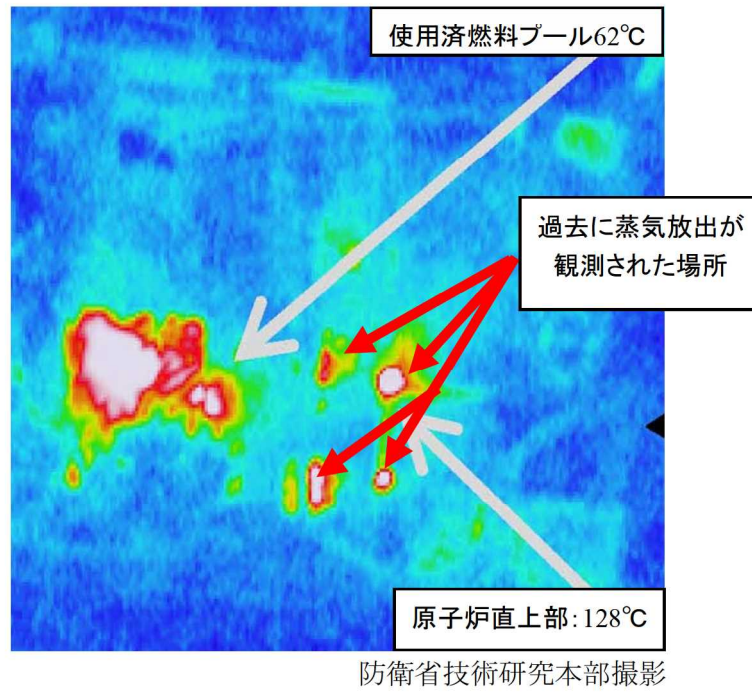 使用済燃料プール62℃
過去に蒸気放出が
観測された場所
原子炉直上部:128℃
防衛省技術研究本部撮影